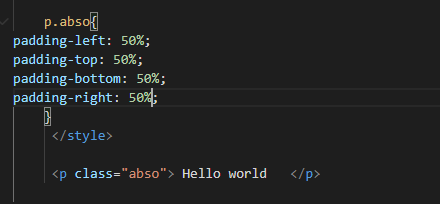 p.abso{
padding-left: 50%;
padding-top: 50%;
padding-bottom: 50%;
padding-right: 50%;
}
</style>
<p class="abso"> Hello world   </p>